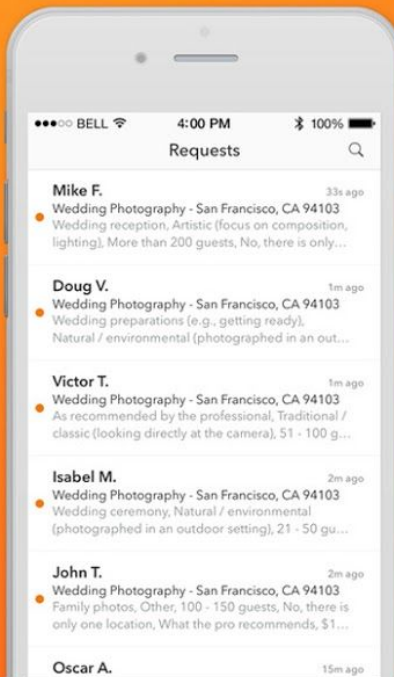 BELL 4:00 PM 100%
Requests
Mike F. 33s ago
Wedding Photography - San Francisco, CA 94103
Wedding reception, Artistic (focus on composition,
lighting), More than 200 guests, No, there is only...
Doug V. 1m ago
Wedding Photography - San Francisco, CA 94103
Wedding preparations (e.g., getting ready),
Natural / environmental (photographed in an out...
Victor T. 1m ago
Wedding Photography - San Francisco, CA 94103
As recommended by the professional, Traditional /
classic (looking directly at the camera), 51 - 100 g...
Isabel M. 2m ago
Wedding Photography - San Francisco, CA 94103
Wedding ceremony, Natural / environmental
(photographed in an outdoor setting), 21 - 50 gu...
John T. 2m ago
Wedding Photography - San Francisco, CA 94103
Family photos, Other, 100 - 150 guests, No, there is
only one location, What the pro recommends, $1...
Oscar A. 15m ago